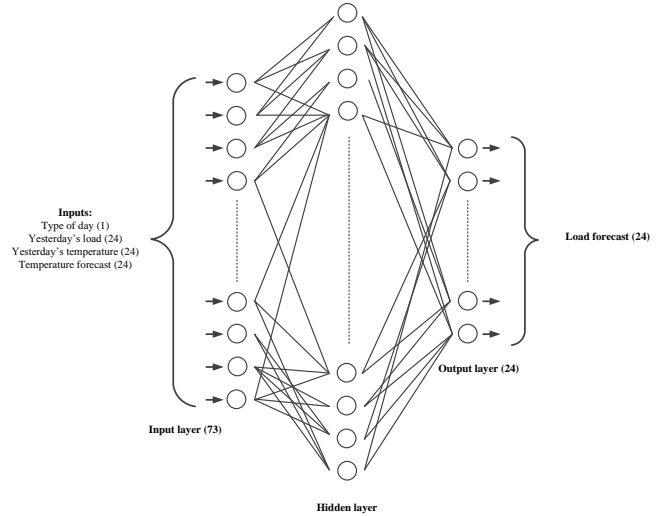 Inputs:
Type of day (1)
Yesterday's load (24)
Yesterday's temperature (24)
Temperature forecast (24)
Load forecast (24)
Output layer (24)
Input layer (73)
Hidden layer